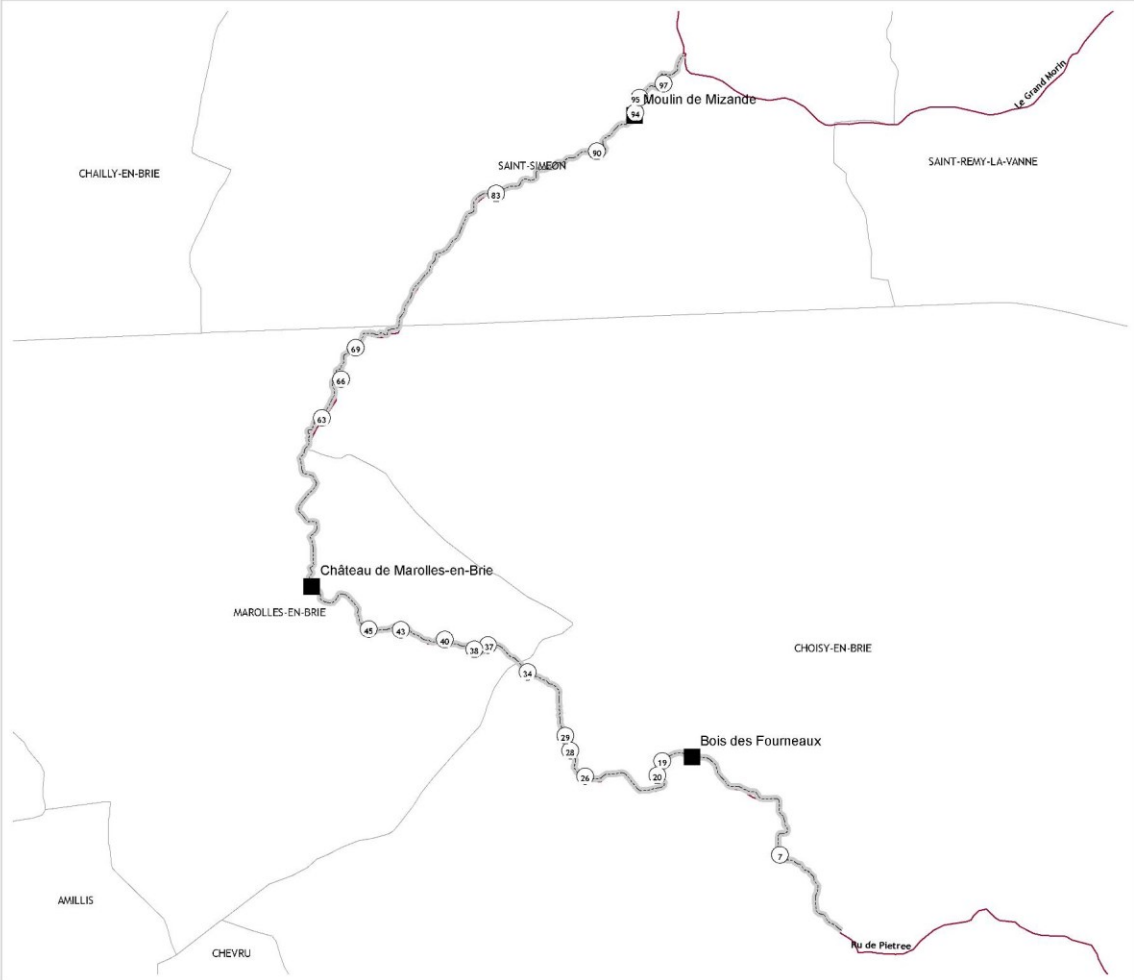 Le Grand Morin
97
95
Moulin de Mizande
94
90
SAINT-SIMEON
SAINT-REMY-LA-VANNE
CHAILLY-EN-BRIE
83
69
66
63
Château de Marolles-en-Brie
MAROLLES-EN-BRIE
45
43
40
38
37
CHOISY-EN-BRIE
34
29
28
26
Bois des Fourneaux
19
20
7
AMILLIS
CHEVRU
Ru de Pietree